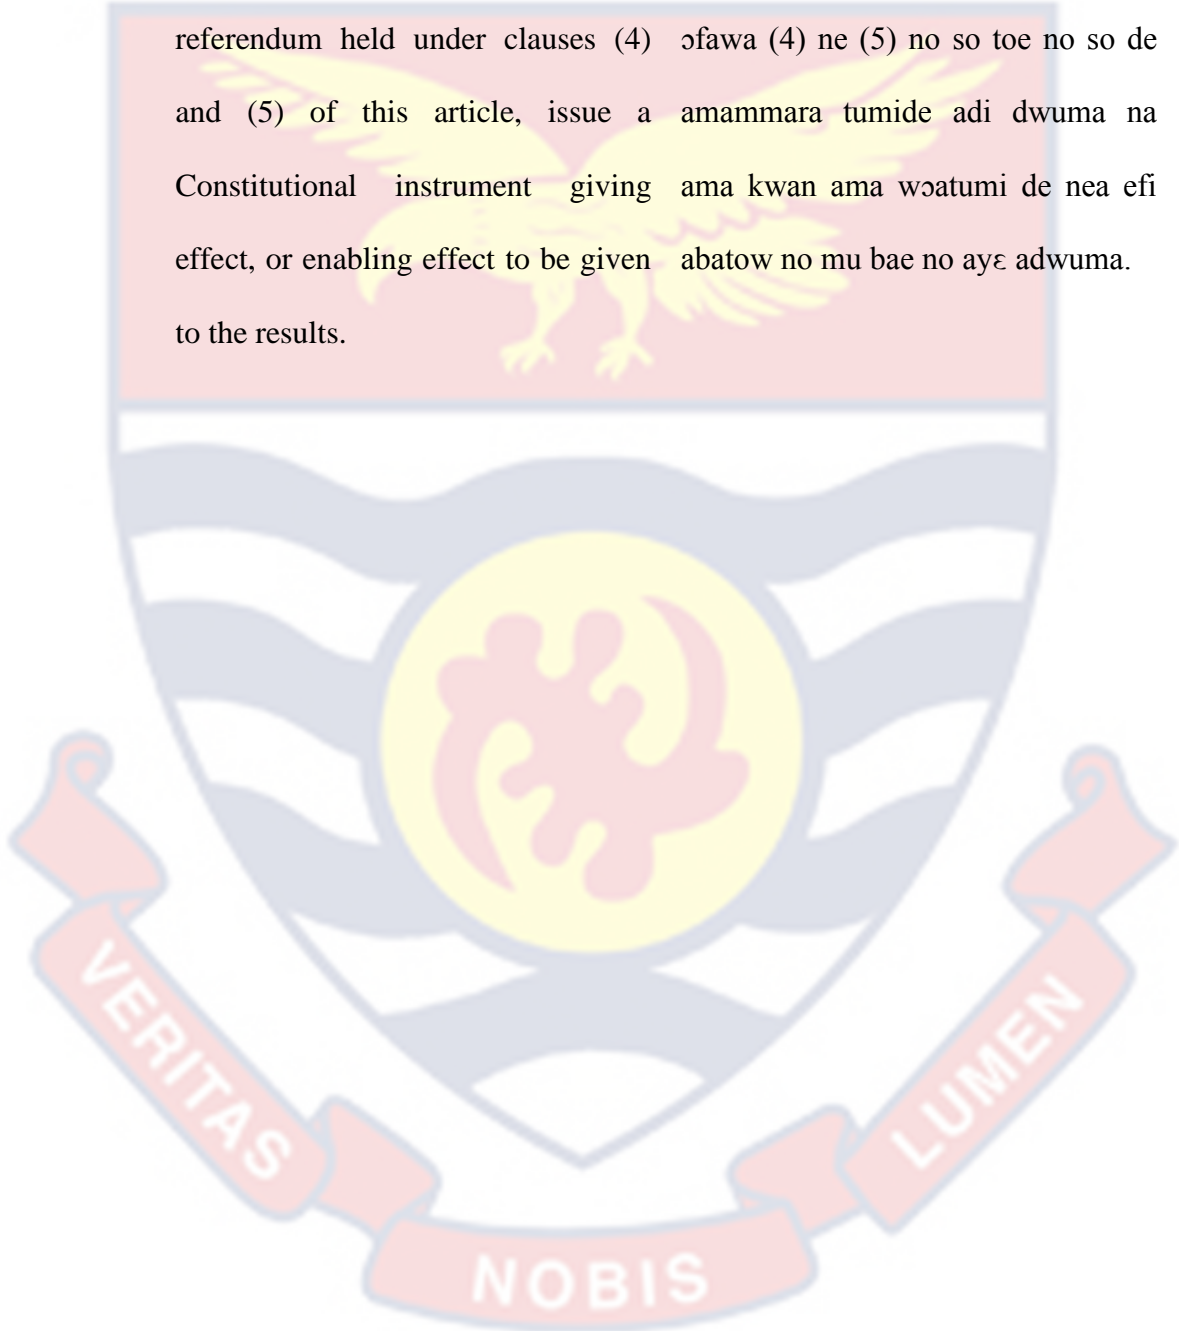 referendum held under clauses (4)
and (5) of this article, issue a
Constitutional instrument giving
effect, or enabling effect to be given
to the results.
ɔfawa (4) ne (5) no so toe no so de
amammara tumide adi dwuma na
ama kwan ama wɔatumi de nea efi
abatow no mu bae no ayɛ adwuma.
VERITAS
NOBIS
LUMEN